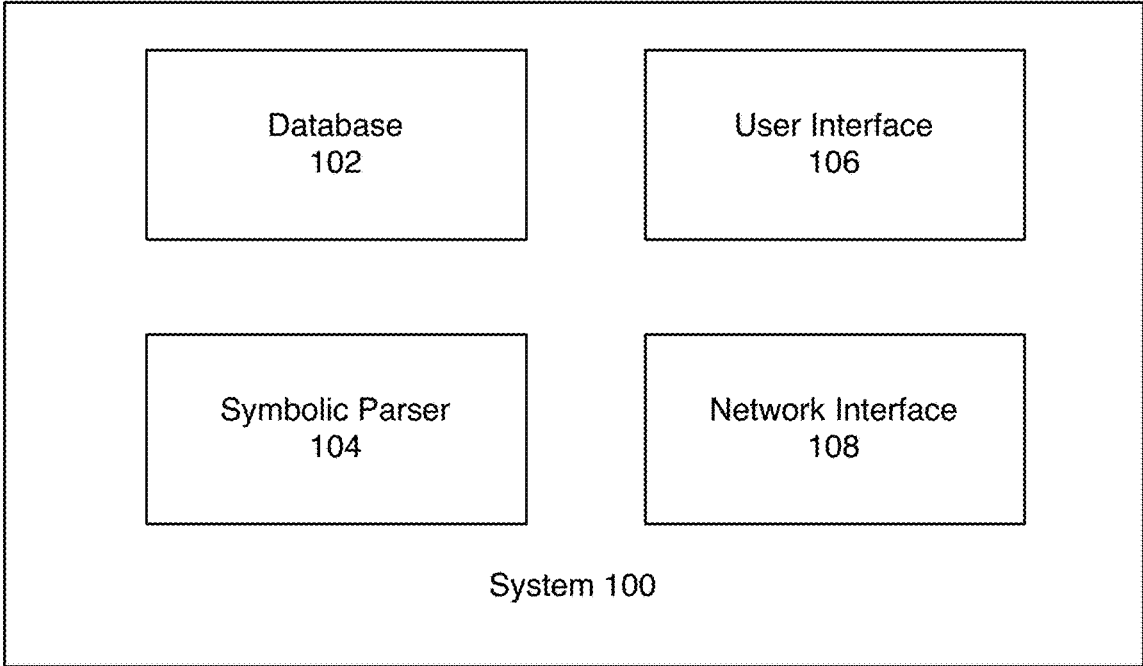 Database
102
User Interface
106
Symbolic Parser
104
Network Interface
108
System 100